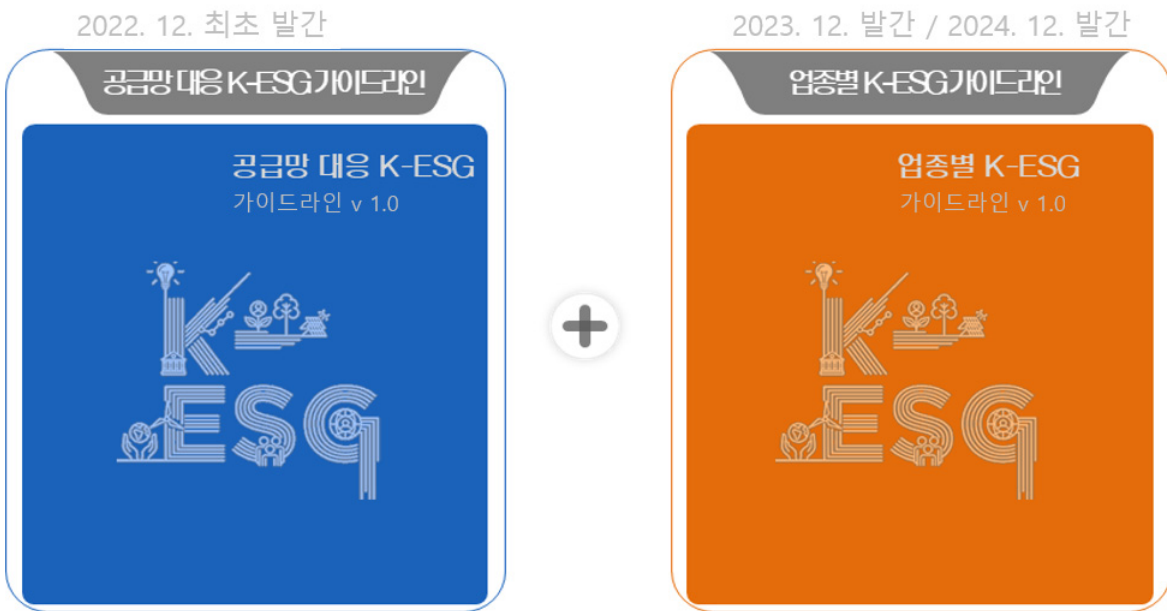 2022. 12. 최초 발간
공급망 대응 K-ESG 가이드라인
공급망 대응 K-ESG
가이드라인 v 1.0
K-
ESG
2023. 12. 발간 / 2024. 12. 발간
업종별 K-ESG 가이드라인
업종별 K-ESG
가이드라인 v 1.0
K-
ESG